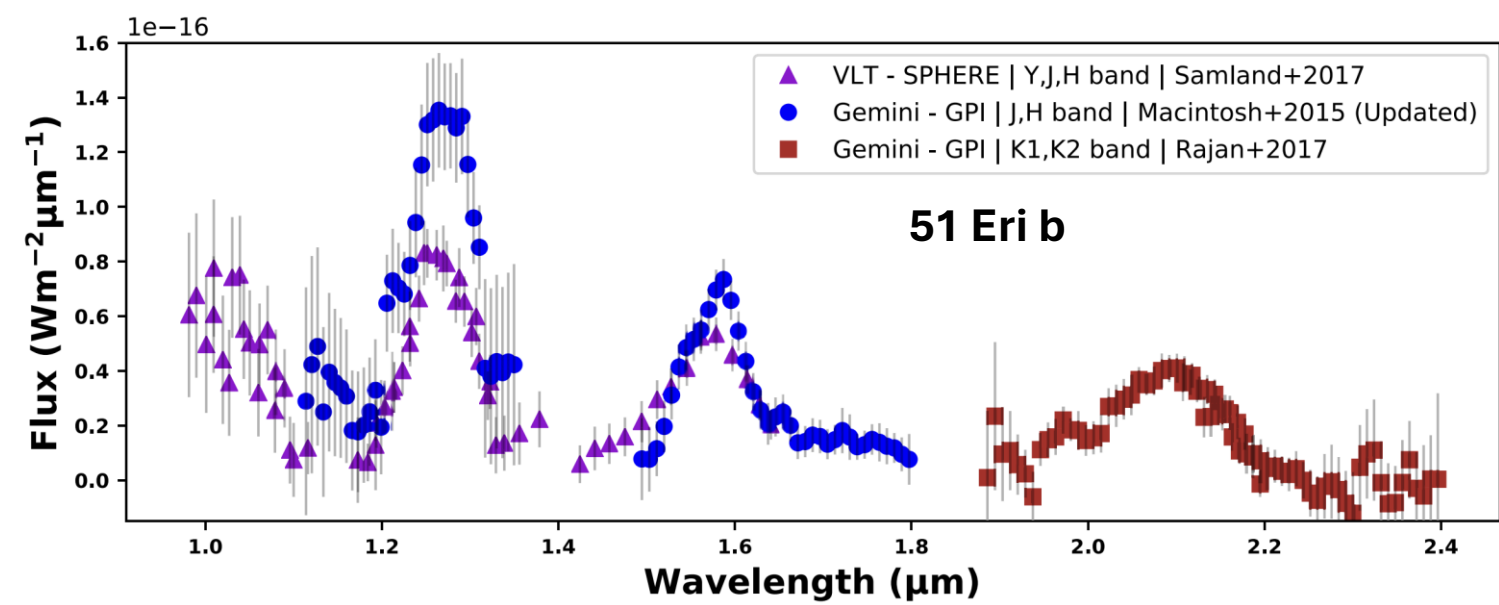 1e−16
1.6
1.4
1.2
1.0
0.8
0.6
0.4
0.2
0.0
Flux (Wm⁻²μm⁻¹)
VLT - SPHERE | Y,J,H band | Samland+2017
Gemini - GPI | J,H band | Macintosh+2015 (Updated)
Gemini - GPI | K1,K2 band | Rajan+2017
51 Eri b
1.0 1.2 1.4 1.6 1.8 2.0 2.2 2.4
Wavelength (μm)